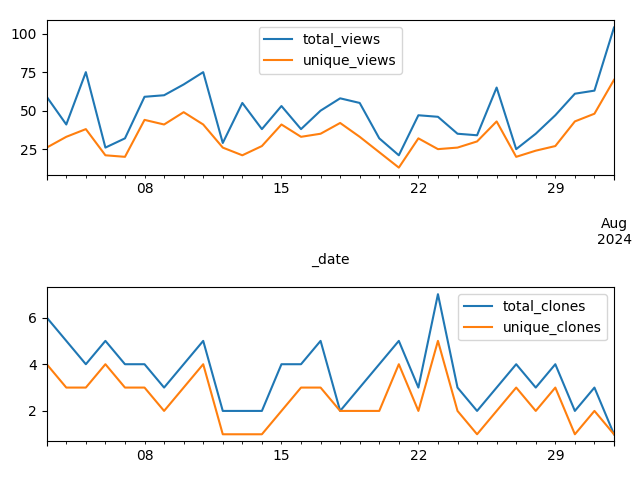 100
75
50
25
total_views
unique_views
08 15 22 29
Aug
2024
_date
6
4
2
total_clones
unique_clones
08 15 22 29